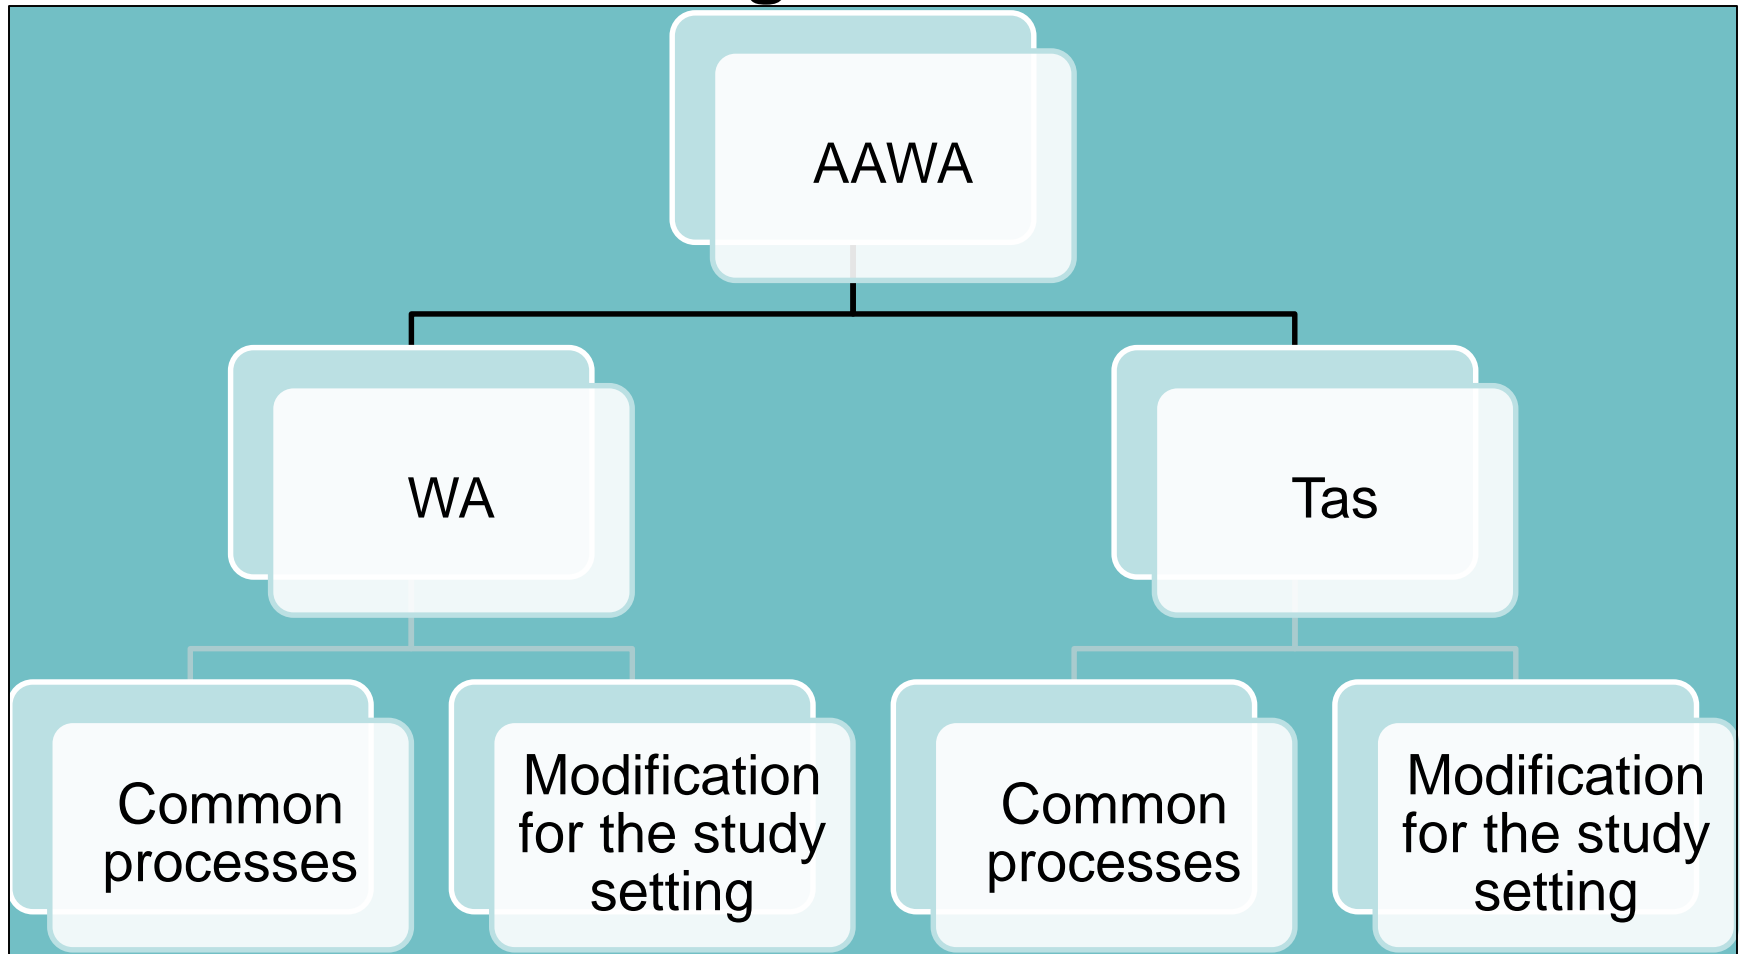 AAWA
WA
Tas
Common
processes
Modification
for the study
setting
Common
processes
Modification
for the study
setting